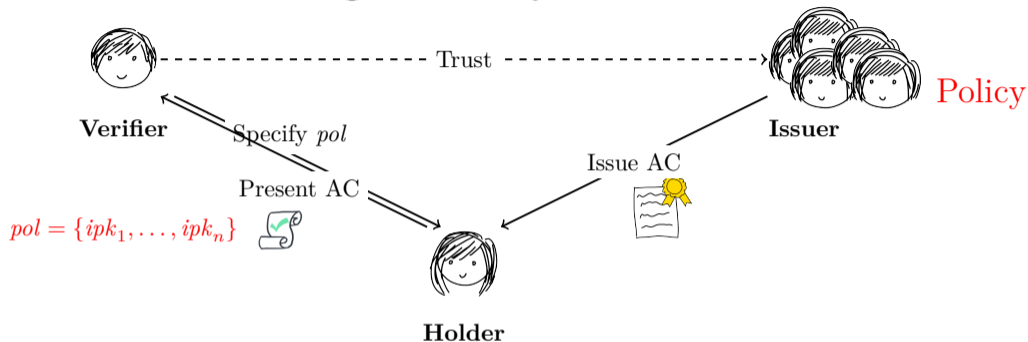 Trust
Policy
Verifier
Issuer
Specify pol
Issue AC
Present AC
pol = {ipk₁, . . . , ipkₙ}
Holder